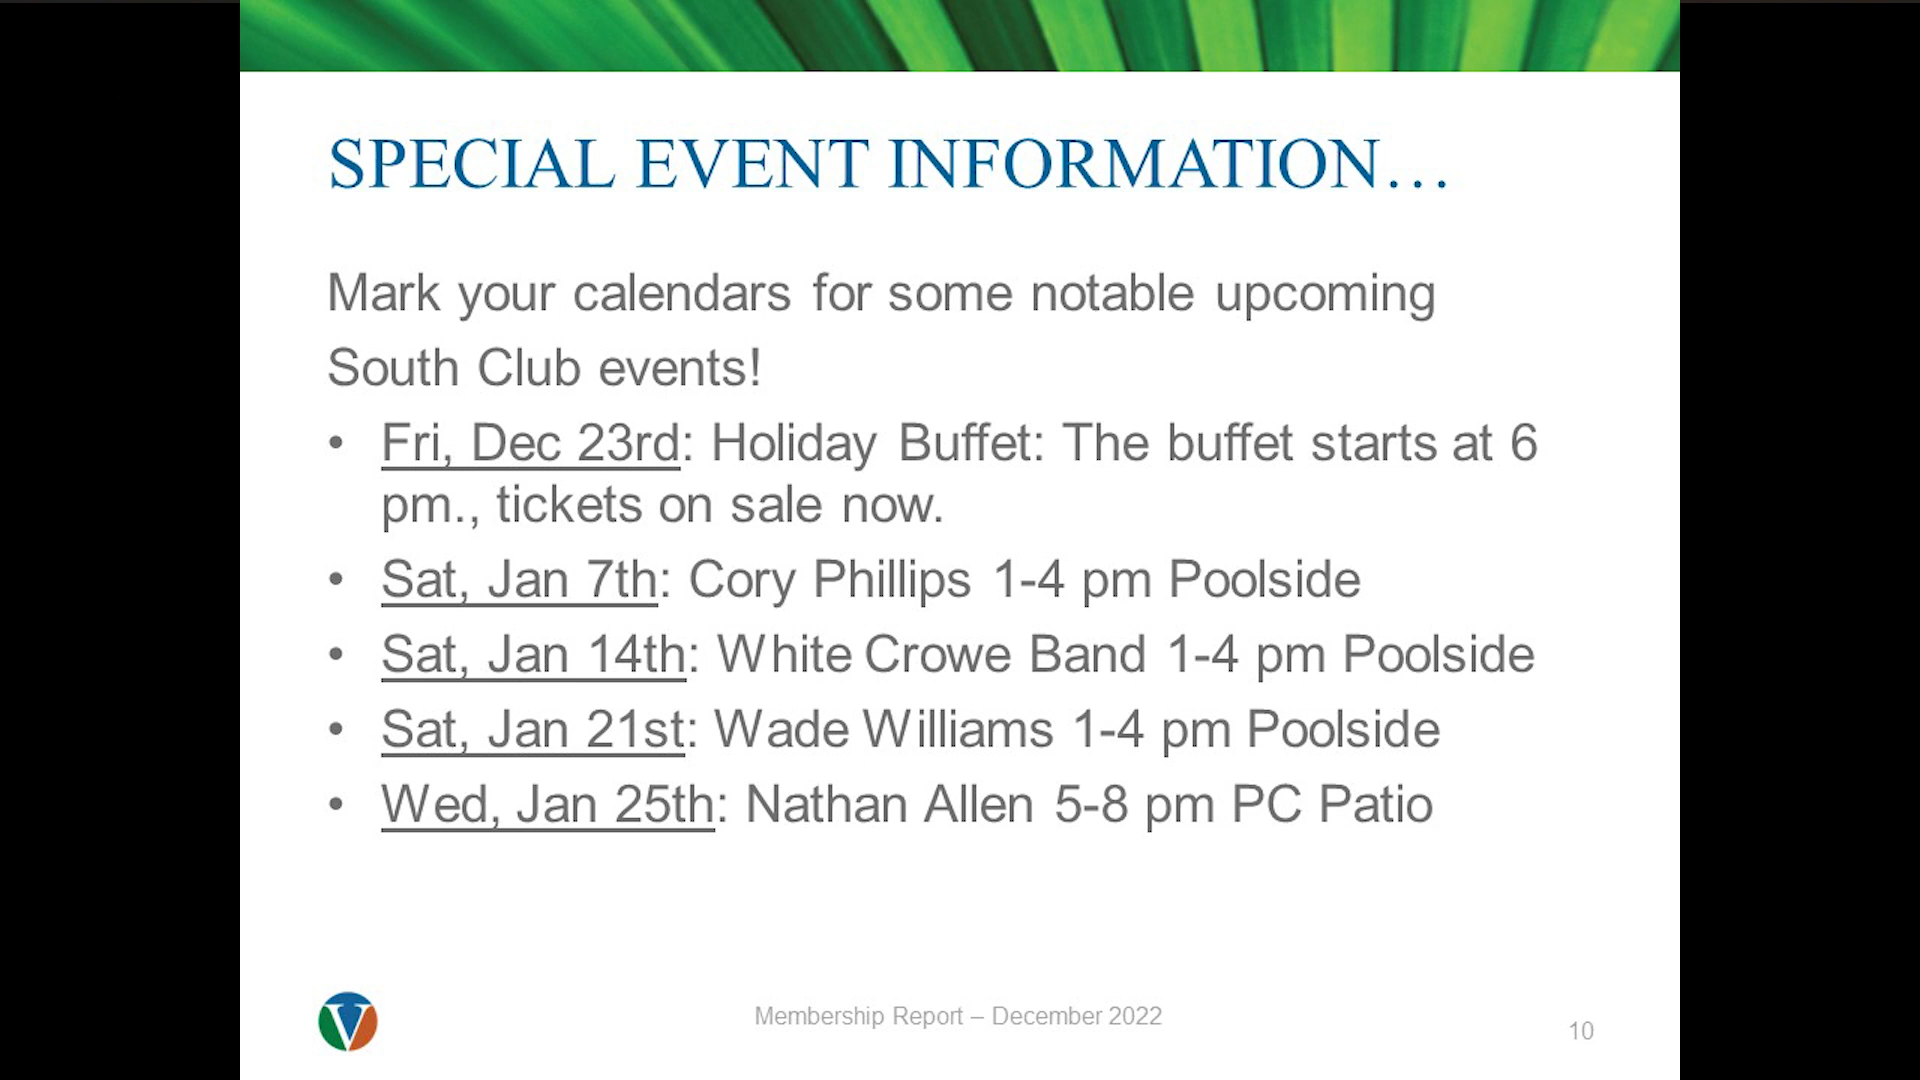 SPECIAL EVENT INFORMATION…
Mark your calendars for some notable upcoming
South Club events!
• Fri, Dec 23rd: Holiday Buffet: The buffet starts at 6
pm., tickets on sale now.
• Sat, Jan 7th: Cory Phillips 1-4 pm Poolside
• Sat, Jan 14th: White Crowe Band 1-4 pm Poolside
• Sat, Jan 21st: Wade Williams 1-4 pm Poolside
• Wed, Jan 25th: Nathan Allen 5-8 pm PC Patio
V
Membership Report – December 2022
10